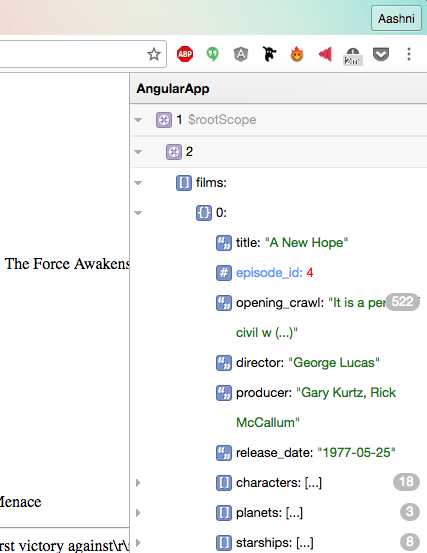 Aashni
ABP
2m
AngularApp
1 $rootScope
2
films:
0:
title: "A New Hope"
The Force Awakens
episode_id: 4
opening_crawl: "It is a per 522
civil w (...)"
director: "George Lucas"
producer: "Gary Kurtz, Rick
McCallum"
release_date: "1977-05-25"
characters: [...] 18
Menace
planets: [...] 3
rst victory against\r\
starships: [...] 8